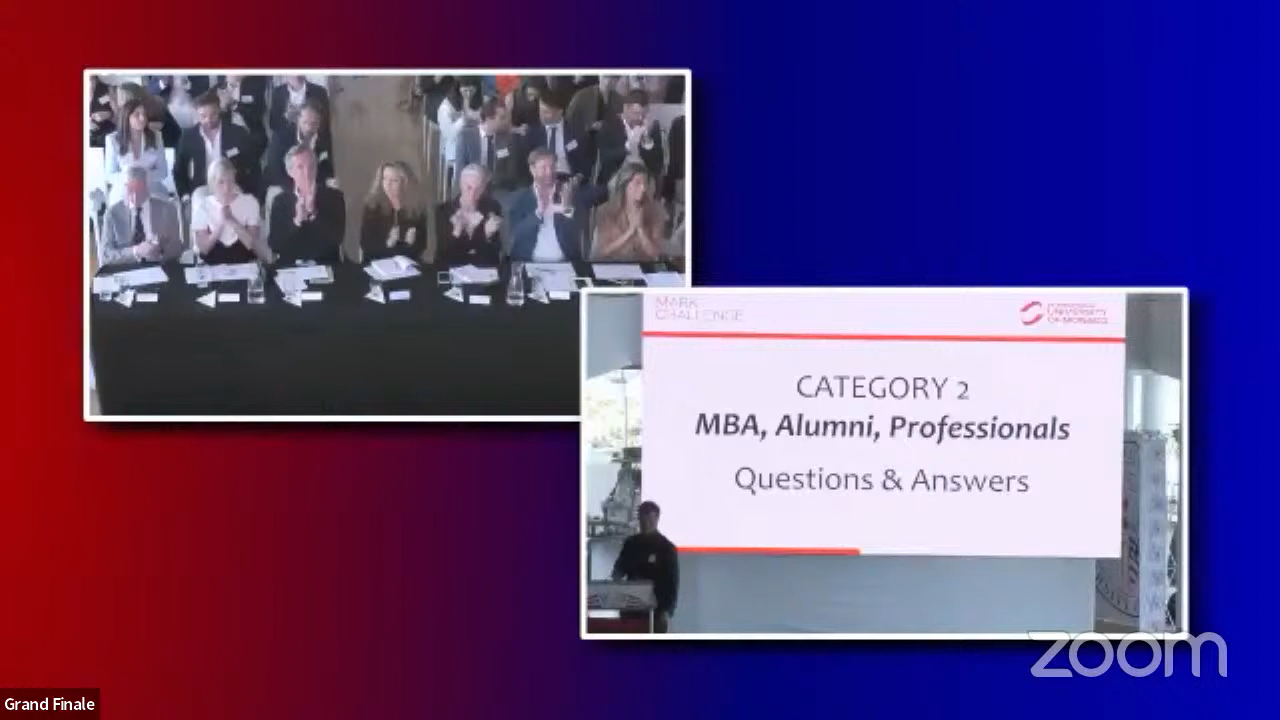 MARK
CHALLENGE
UNIVERSITY
OF MONACO
CATEGORY 2
MBA, Alumni, Professionals
Questions & Answers
zoom
Grand Finale